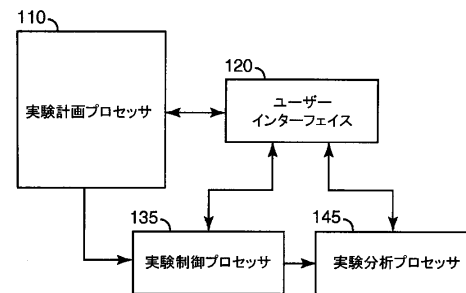 110
実験計画プロセッサ
120
ユーザー
インターフェイス
135
実験制御プロセッサ
145
実験分析プロセッサ